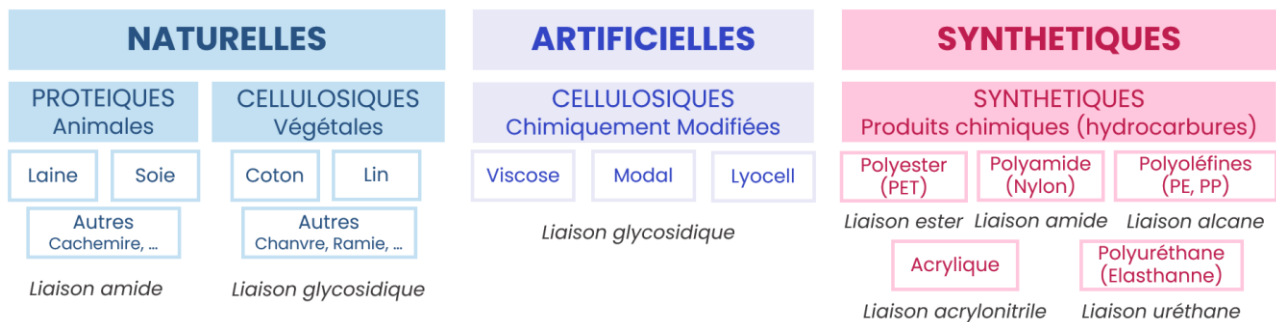 NATURELLES
PROTEIQUES
Animales
Laine
Soie
Autres
Cachemire, ...
Liaison amide
CELLULOSIQUES
Végétales
Coton
Lin
Autres
Chanvre, Ramie, ...
Liaison glycosidique
ARTIFICIELLES
CELLULOSIQUES
Chimiquement Modifiées
Viscose
Modal
Lyocell
Liaison glycosidique
SYNTHETIQUES
SYNTHETIQUES
Produits chimiques (hydrocarbures)
Polyester
(PET)
Liaison ester
Polyamide
(Nylon)
Liaison amide
Polyoléfines
(PE, PP)
Liaison alcane
Acrylique
Liaison acrylonitrile
Polyuréthane
(Elasthanne)
Liaison uréthane